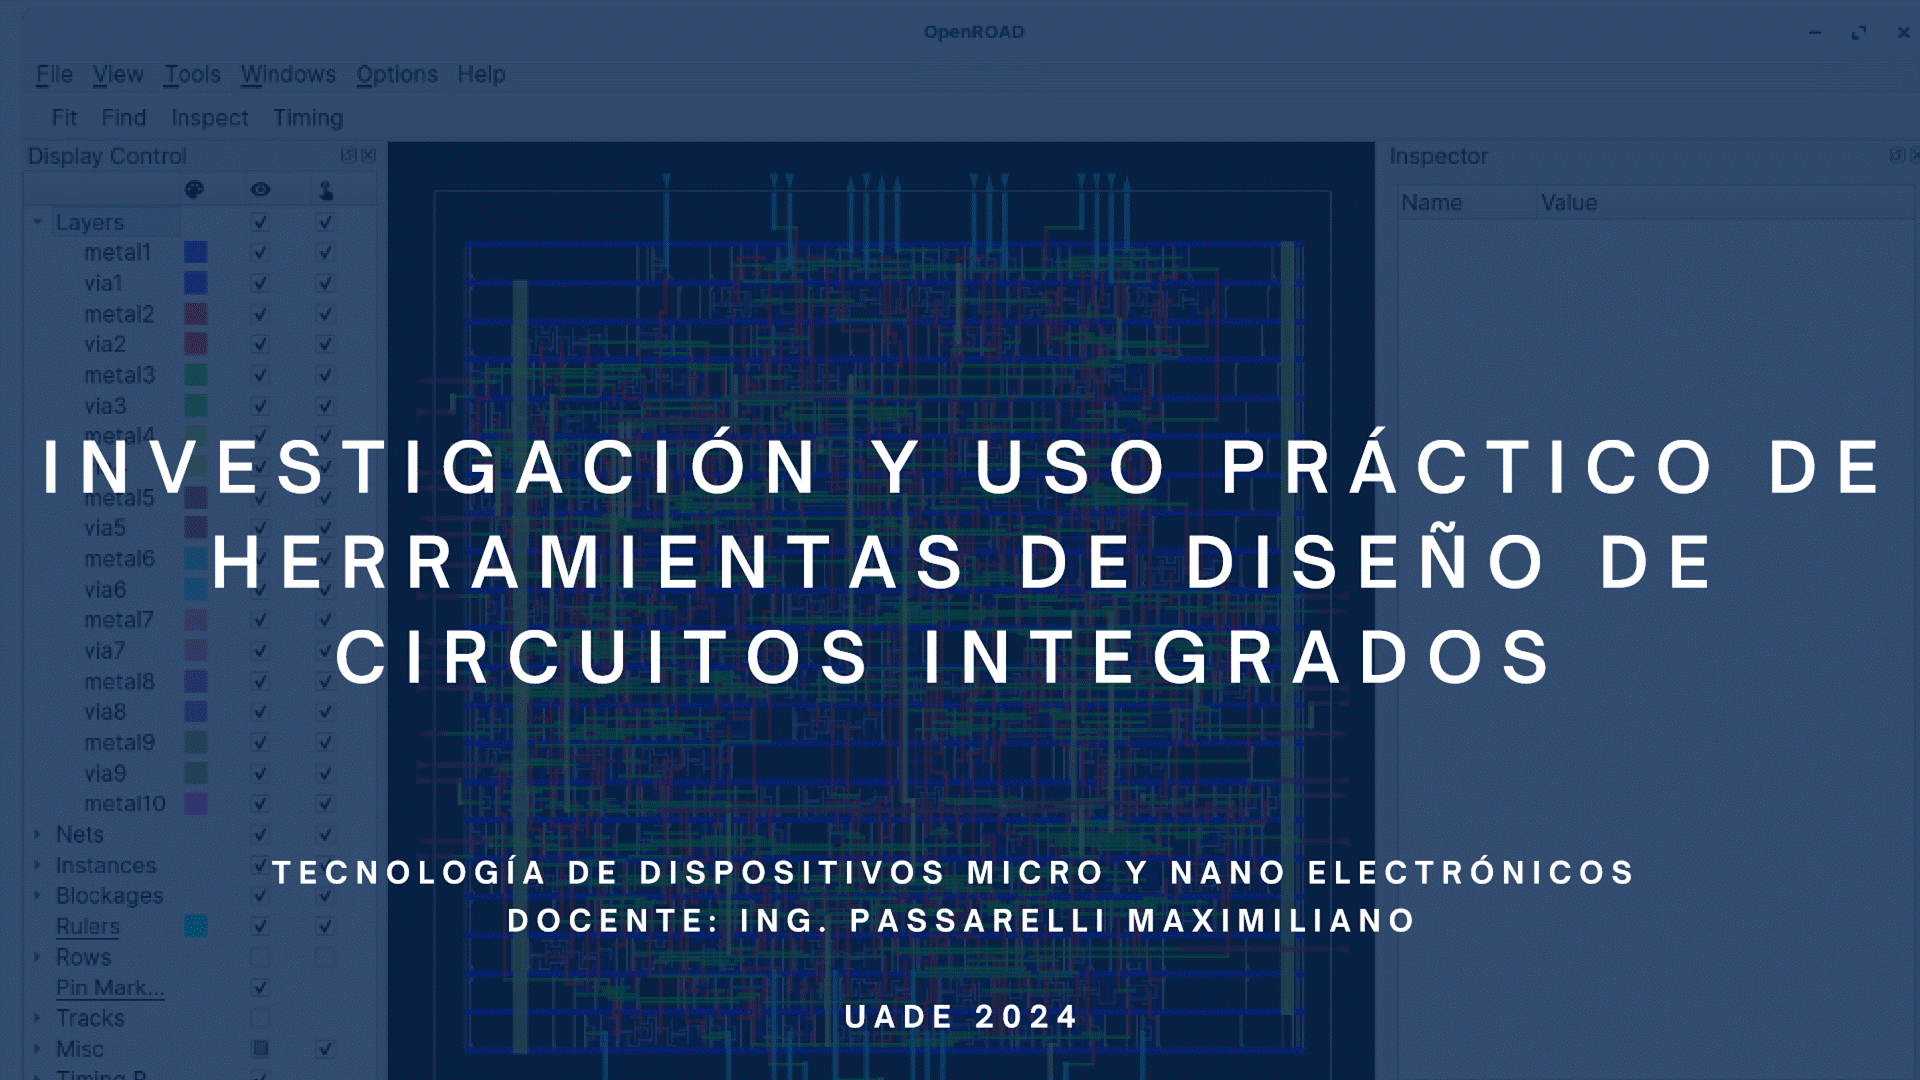 OpenROAD
File View Tools Windows Options Help
Fit Find Inspect Timing
Display Control
Inspector
Name Value
Layers
metal1
via1
metal2
via2
metal3
via3
metal4
metal5
via5
metal6
via6
metal7
via7
metal8
via8
metal9
via9
metal10
Nets
Instances
Blockages
Rulers
Rows
Pin Mark...
Tracks
Misc
INVESTIGACIÓN Y USO PRÁCTICO DE
HERRAMIENTAS DE DISEÑO DE
CIRCUITOS INTEGRADOS
TECNOLOGÍA DE DISPOSITIVOS MICRO Y NANO ELECTRÓNICOS
DOCENTE: ING. PASSARELLI MAXIMILIANO
UADE 2024